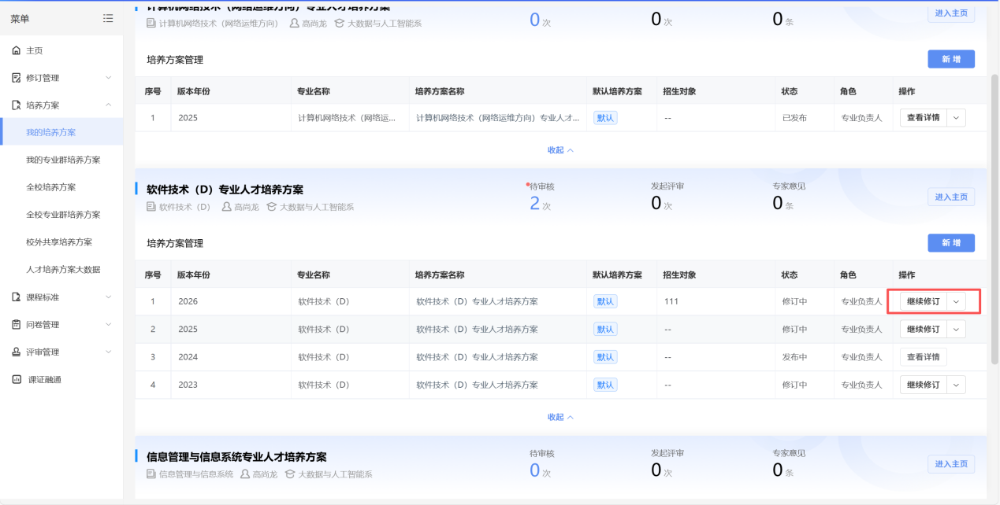 菜单
主页
修订管理
培养方案
我的培养方案
我的专业群培养方案
全校培养方案
全校专业群培养方案
校外共享培养方案
人才培养方案大数据
课程标准
问卷管理
评审管理
课证融通
计算机网络技术（网络运维方向）专业人才培养方案
计算机网络技术（网络运维方向） 高尚龙 大数据与人工智能系
0次 0次 0条
进入主页
培养方案管理 新 增
序号 版本年份 专业名称 培养方案名称 默认培养方案 招生对象 状态 角色 操作
1 2025 计算机网络技术（网络运... 计算机网络技术（网络运维方向）专业人才... 默认 -- 已发布 专业负责人 查看详情
收起
软件技术（D）专业人才培养方案
软件技术（D） 高尚龙 大数据与人工智能系
待审核 发起评审 专家意见
2次 0次 0条
进入主页
培养方案管理 新 增
序号 版本年份 专业名称 培养方案名称 默认培养方案 招生对象 状态 角色 操作
1 2026 软件技术（D） 软件技术（D）专业人才培养方案 默认 111 修订中 专业负责人 继续修订
2 2025 软件技术（D） 软件技术（D）专业人才培养方案 默认 -- 修订中 专业负责人 继续修订
3 2024 软件技术（D） 软件技术（D）专业人才培养方案 默认 -- 发布中 专业负责人 查看详情
4 2023 软件技术（D） 软件技术（D）专业人才培养方案 默认 -- 修订中 专业负责人 继续修订
收起
信息管理与信息系统专业人才培养方案
信息管理与信息系统 高尚龙 大数据与人工智能系
待审核 发起评审 专家意见
0次 0次 0条
进入主页